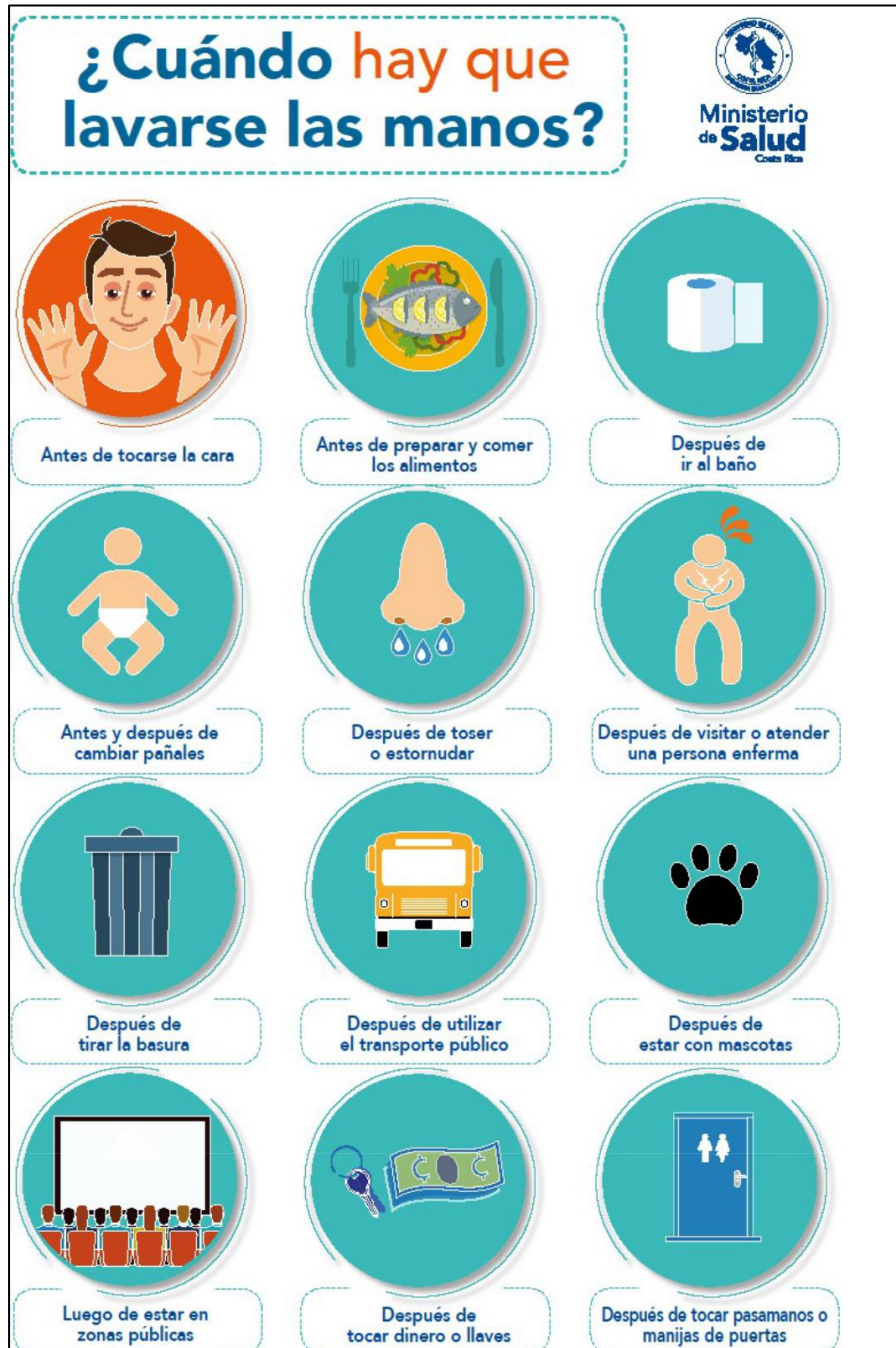 ¿Cuándo hay que
lavarse las manos?
Ministerio
de Salud
Costa Rica
Antes de tocarse la cara
Antes de preparar y comer
los alimentos
Después de
ir al baño
Antes y después de
cambiar pañales
Después de toser
o estornudar
Después de visitar o atender
una persona enferma
Después de
tirar la basura
Después de utilizar
el transporte público
Después de
estar con mascotas
Luego de estar en
zonas públicas
Después de
tocar dinero o llaves
Después de tocar pasamanos o
manijas de puertas